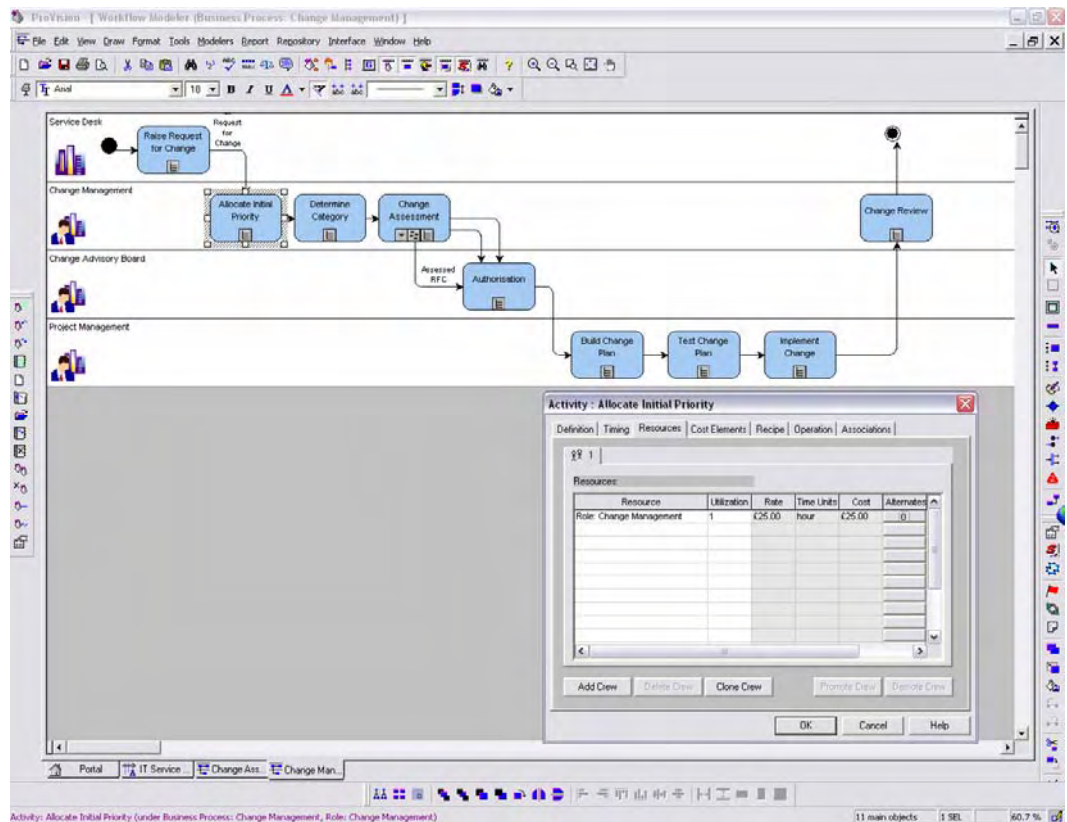 ProVision - [ Workflow Modeler (Business Process: Change Management) ]
File Edit View Draw Format Tools Modelers Report Repository Interface Window Help
Arial 10 B I U A
Service Desk
Raise Request
for Change
Request
for
Change
Change Management
Allocate Initial
Priority
Determine
Category
Change
Assessment
Change Review
Change Advisory Board
Assessed
RFC
Authorisation
Project Management
Build Change
Plan
Test Change
Plan
Implement
Change
Activity : Allocate Initial Priority
Definition Timing Resources Cost Elements Recipe Operation Associations
1
Resources:
Resource Utilization Rate Time Units Cost Alternates
Role: Change Management 1 £25.00 hour £25.00 0
Add Crew Delete Crew Clone Crew Promote Crew Demote Crew
OK Cancel Help
Portal IT Service ... Change Ass... Change Man...
Activity: Allocate Initial Priority (under Business Process: Change Management, Role: Change Management) 11 main objects 1 SEL 60.7 %